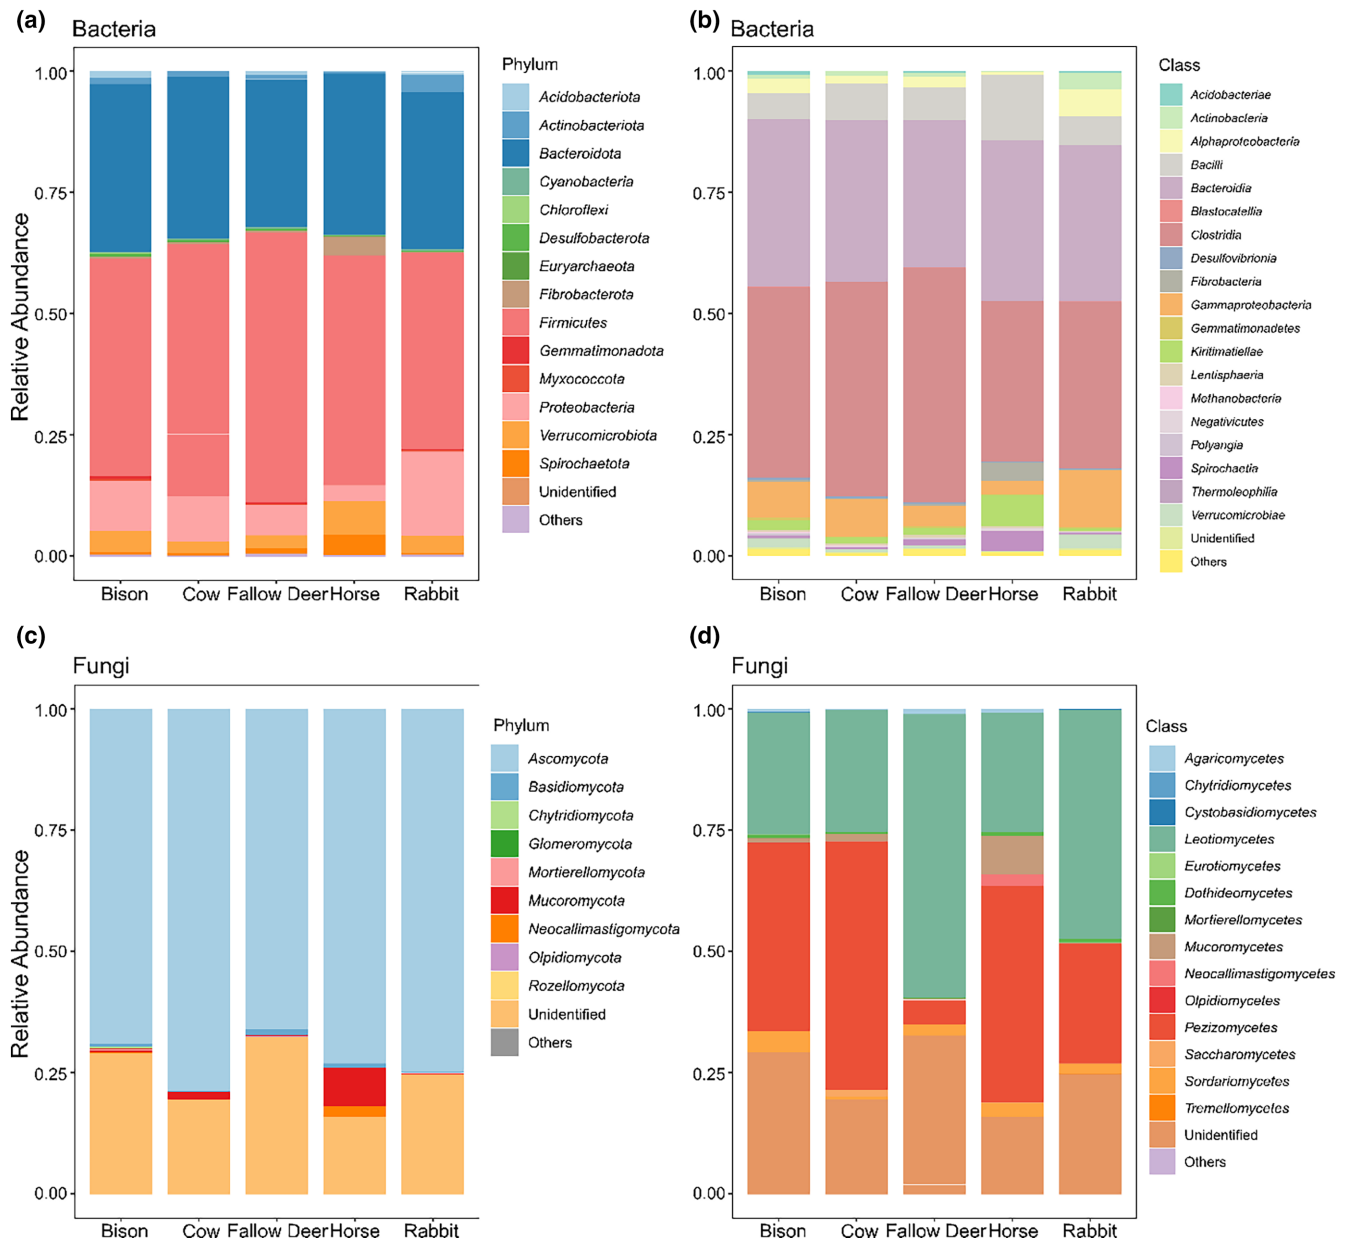 (a)
Bacteria
Relative Abundance
1.00
0.75
0.50
0.25
0.00
Bison
Cow
Fallow Deer
Horse
Rabbit
Phylum
Acidobacteriota
Actinobacteriota
Bacteroidota
Cyanobacteria
Chloroflexi
Desulfobacterota
Euryarchaeota
Fibrobacterota
Firmicutes
Gemmatimonadota
Myxococcota
Proteobacteria
Verrucomicrobiota
Spirochaetota
Unidentified
Others
(b)
Bacteria
1.00
0.75
0.50
0.25
0.00
Bison
Cow
Fallow Deer
Horse
Rabbit
Class
Acidobacteriae
Actinobacteria
Alphaproteobacteria
Bacilli
Bacteroidia
Blastocatellia
Clostridia
Desulfovibrionia
Fibrobacteria
Gammaproteobacteria
Gemmatimonadetes
Kiritimatiellae
Lentisphaeria
Methanobacteria
Negativicutes
Polyangia
Spirochaetia
Thermoleophilia
Verrucomicrobiae
Unidentified
Others
(c)
Fungi
Relative Abundance
1.00
0.75
0.50
0.25
0.00
Bison
Cow
Fallow Deer
Horse
Rabbit
Phylum
Ascomycota
Basidiomycota
Chytridiomycota
Glomeromycota
Mortierellomycota
Mucoromycota
Neocallimastigomycota
Olpidiomycota
Rozellomycota
Unidentified
Others
(d)
Fungi
1.00
0.75
0.50
0.25
0.00
Bison
Cow
Fallow Deer
Horse
Rabbit
Class
Agaricomycetes
Chytridiomycetes
Cystobasidiomycetes
Leotiomycetes
Eurotiomycetes
Dothideomycetes
Mortierellomycetes
Mucoromycetes
Neocallimastigomycetes
Olpidiomycetes
Pezizomycetes
Saccharomycetes
Sordariomycetes
Tremellomycetes
Unidentified
Others